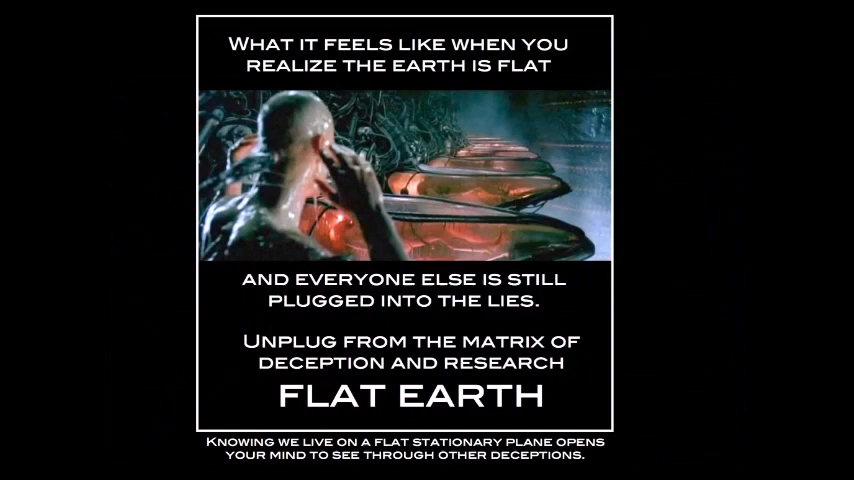 What it feels like when you
realize the earth is flat
and everyone else is still
plugged into the lies.
Unplug from the matrix of
deception and research
FLAT EARTH
Knowing we live on a flat stationary plane opens
your mind to see through other deceptions.